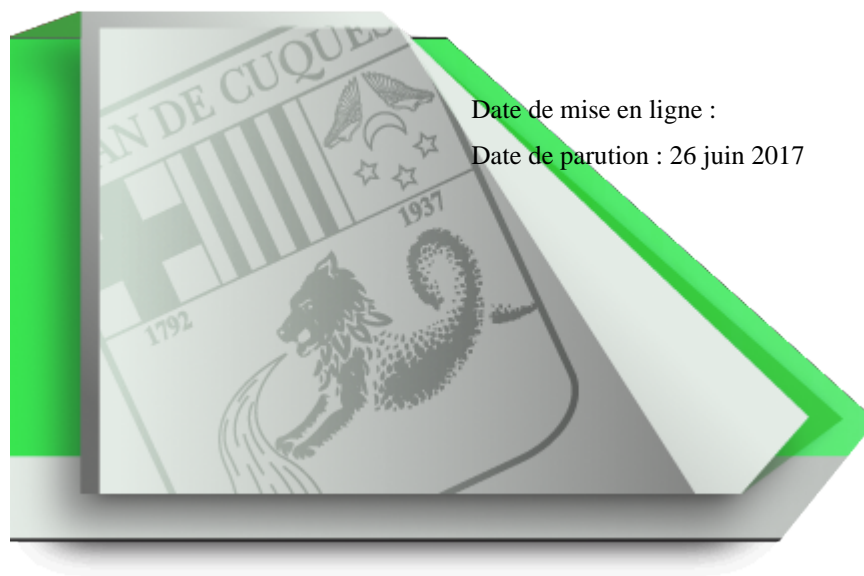 AN DE CUQUES
1792
1937
Date de mise en ligne :
Date de parution : 26 juin 2017